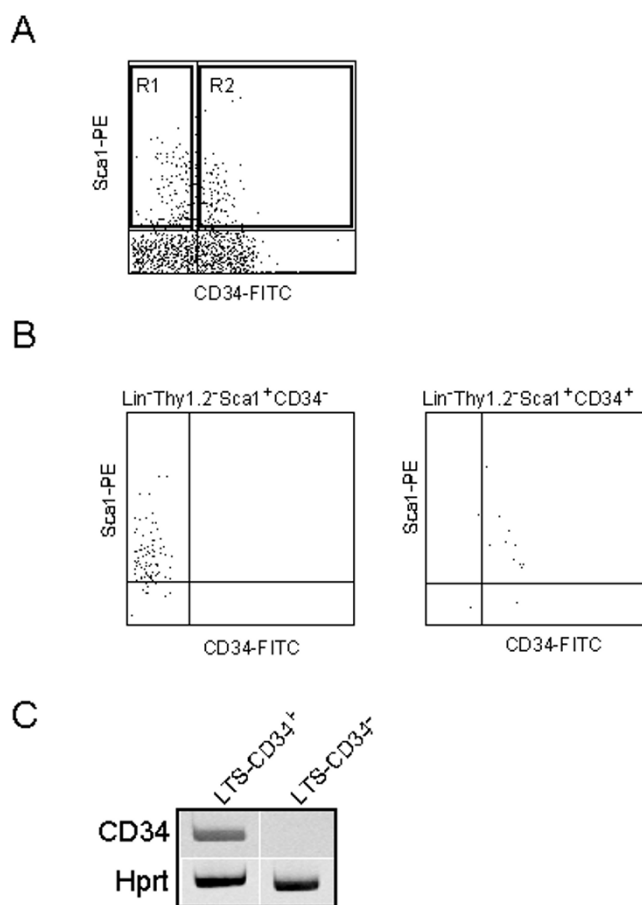 A
R1 R2
Sca1-PE
CD34-FITC
B
Lin-Thy1.2-Sca1+CD34- Lin-Thy1.2-Sca1+CD34+
Sca1-PE Sca1-PE
CD34-FITC CD34-FITC
C
LTS-CD34+ LTS-CD34-
CD34
Hprt